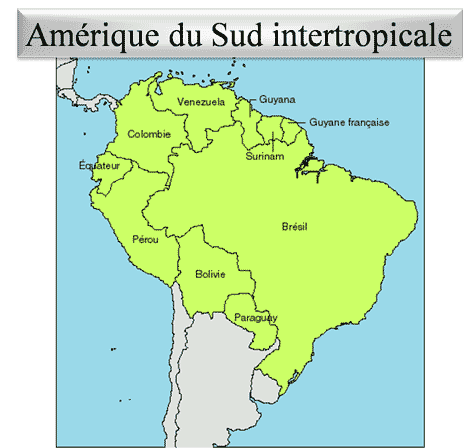 Amérique du Sud intertropicale
Venezuela
Guyana
Guyane française
Colombie
Surinam
Équateur
Brésil
Pérou
Bolivie
Paraguay